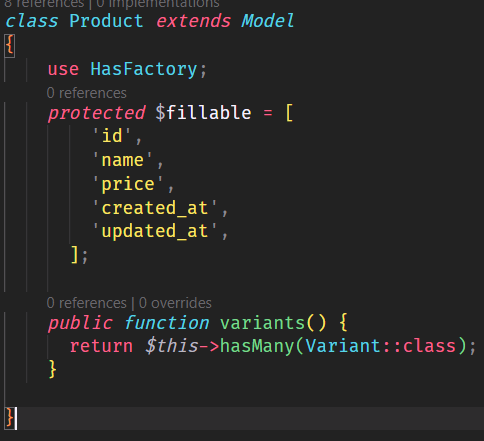 8 references | 0 implementations
class Product extends Model
{
    use HasFactory;
    0 references
    protected $fillable = [
        'id',
        'name',
        'price',
        'created_at',
        'updated_at',
      ];
    0 references | 0 overrides
    public function variants() {
      return $this->hasMany(Variant::class);
    }
}